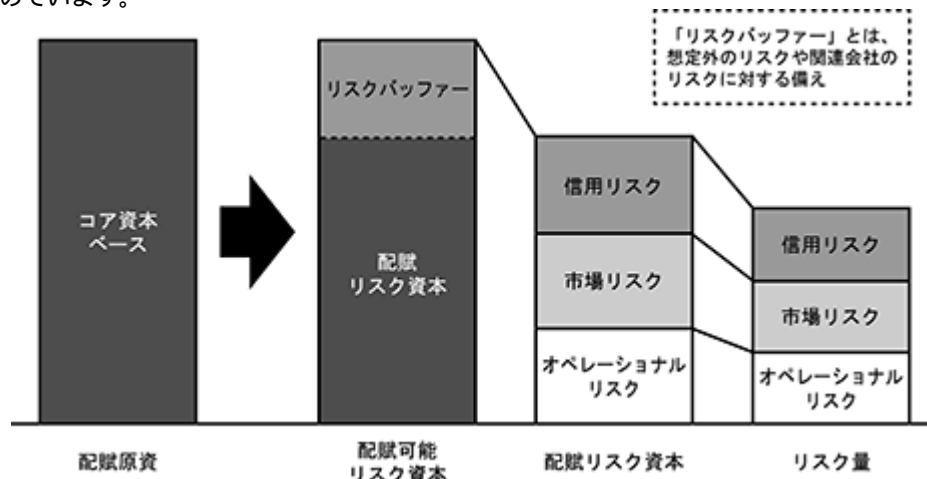 めています。
「リスクバッファー」とは、
想定外のリスクや関連会社の
リスクに対する備え
リスクバッファー
コア資本
ベース
配賦
リスク資本
信用リスク
市場リスク
オペレーショナル
リスク
信用リスク
市場リスク
オペレーショナル
リスク
配賦原資
配賦可能
リスク資本
配賦リスク資本
リスク量